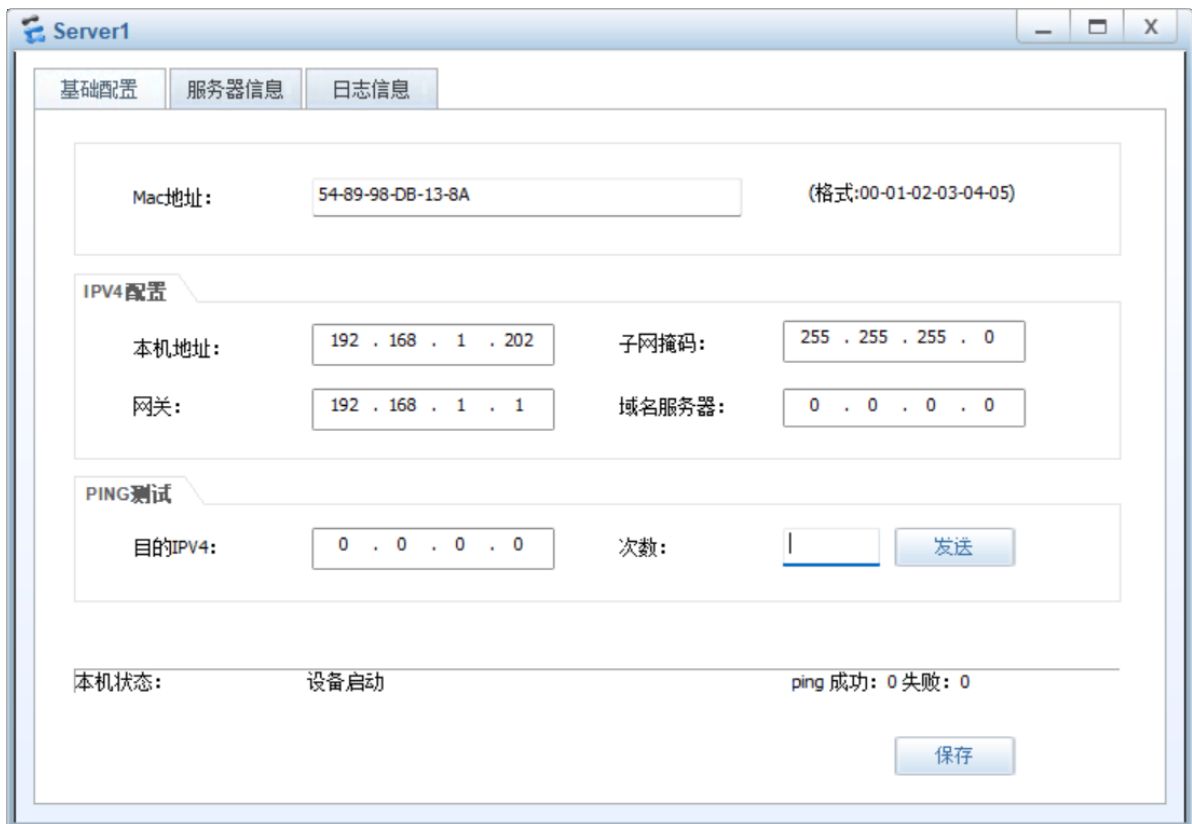 Server1
基础配置 服务器信息 日志信息
Mac地址: 54-89-98-DB-13-8A (格式:00-01-02-03-04-05)
IPV4配置
本机地址: 192 . 168 . 1 . 202 子网掩码: 255 . 255 . 255 . 0
网关: 192 . 168 . 1 . 1 域名服务器: 0 . 0 . 0 . 0
PING测试
目的IPV4: 0 . 0 . 0 . 0 次数: 发送
本机状态: 设备启动 ping 成功: 0 失败: 0
保存